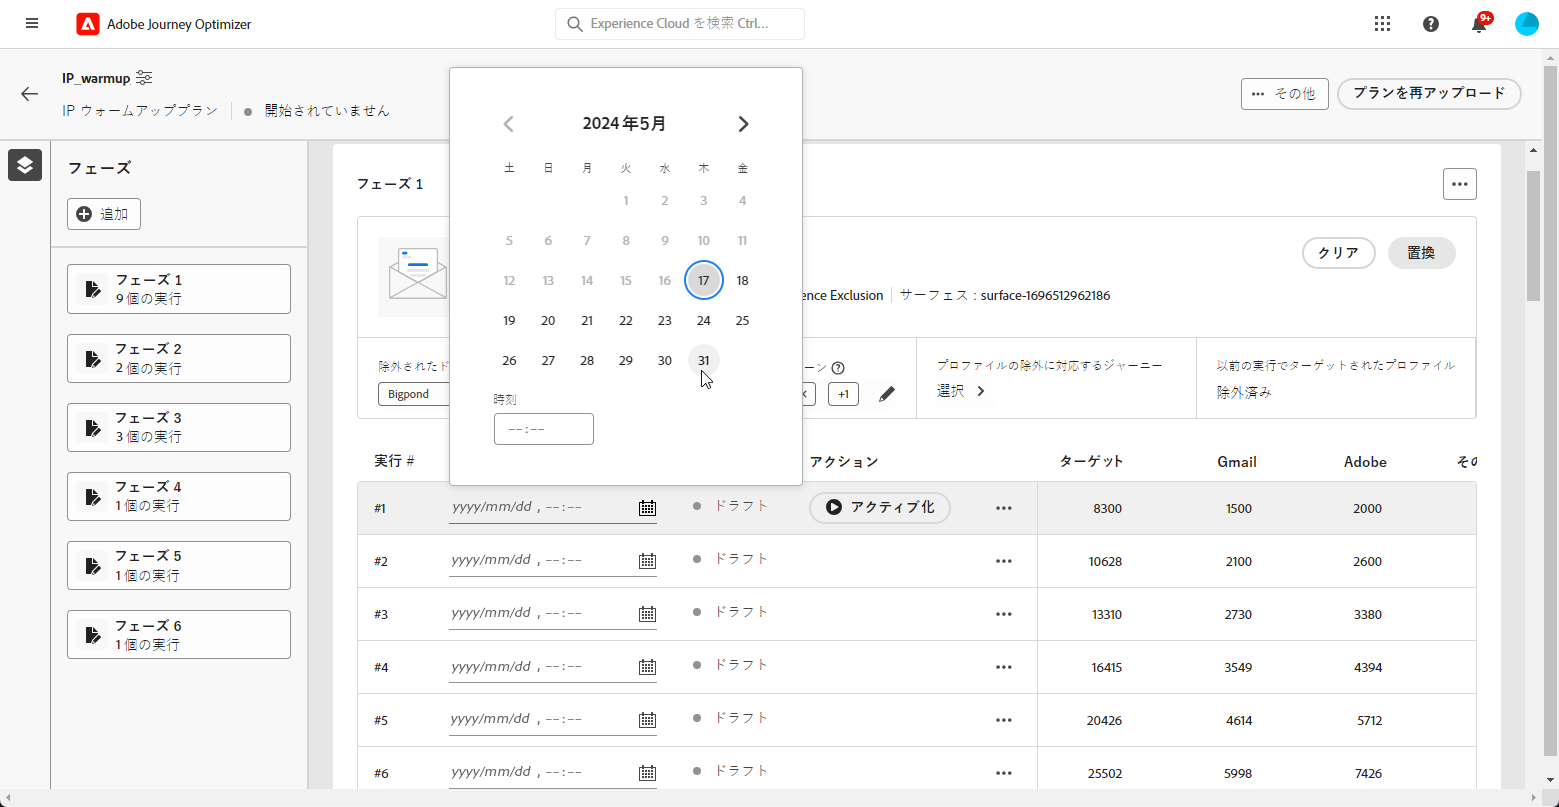 Adobe Journey Optimizer
Experience Cloud を検索 Ctrl...
9+
IP_warmup
IP ウォームアッププラン
開始されていません
その他
プランを再アップロード
フェーズ
追加
フェーズ 1
9 個の実行
フェーズ 2
2 個の実行
フェーズ 3
3 個の実行
フェーズ 4
1 個の実行
フェーズ 5
1 個の実行
フェーズ 6
1 個の実行
フェーズ 1
クリア
置換
ence Exclusion
サーフェス : surface-1696512962186
除外されたド
Bigpond
ーン
+1
プロファイルの除外に対応するジャーニー
選択
以前の実行でターゲットされたプロファイル
除外済み
2024 年5月
土 日 月 火 水 木 金
1 2 3 4
5 6 7 8 9 10 11
12 13 14 15 16 17 18
19 20 21 22 23 24 25
26 27 28 29 30 31
時刻
--:--
実行 # アクション ターゲット Gmail Adobe その
#1 yyyy/mm/dd , --:-- ドラフト アクティブ化 8300 1500 2000
#2 yyyy/mm/dd , --:-- ドラフト 10628 2100 2600
#3 yyyy/mm/dd , --:-- ドラフト 13310 2730 3380
#4 yyyy/mm/dd , --:-- ドラフト 16415 3549 4394
#5 yyyy/mm/dd , --:-- ドラフト 20426 4614 5712
#6 yyyy/mm/dd , --:-- ドラフト 25502 5998 7426